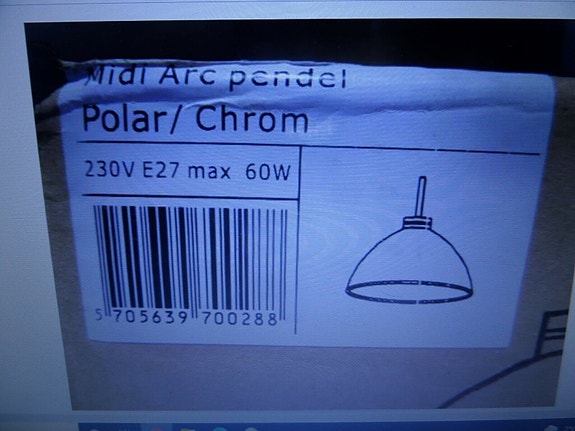 Midi Arc pendel
Polar/ Chrom
230V E27 max 60W
5 705639 700288